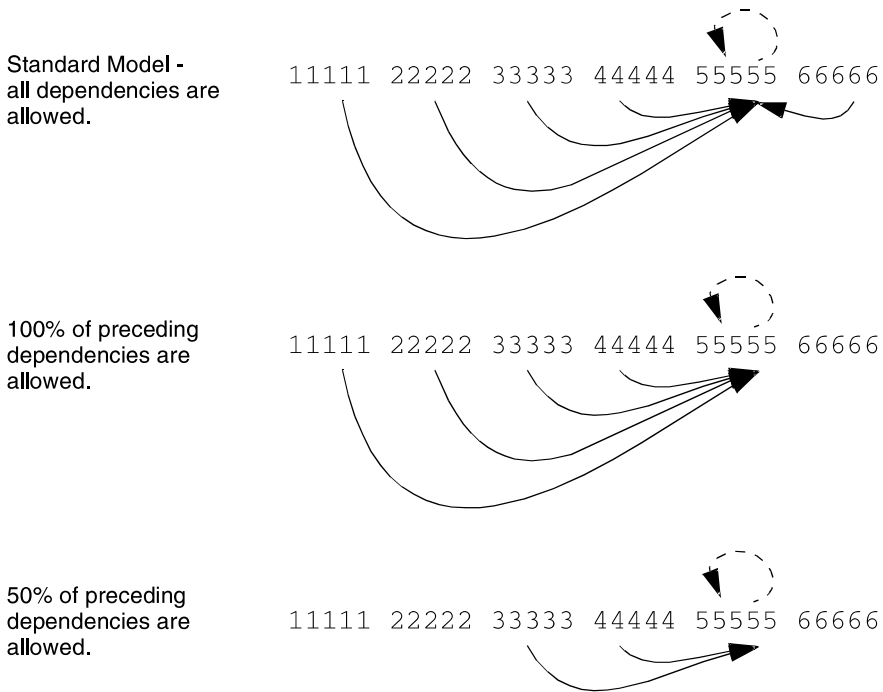 Standard Model -
all dependencies are
allowed.
11111 22222 33333 44444 55555 66666
100% of preceding
dependencies are
allowed.
11111 22222 33333 44444 55555 66666
50% of preceding
dependencies are
allowed.
11111 22222 33333 44444 55555 66666